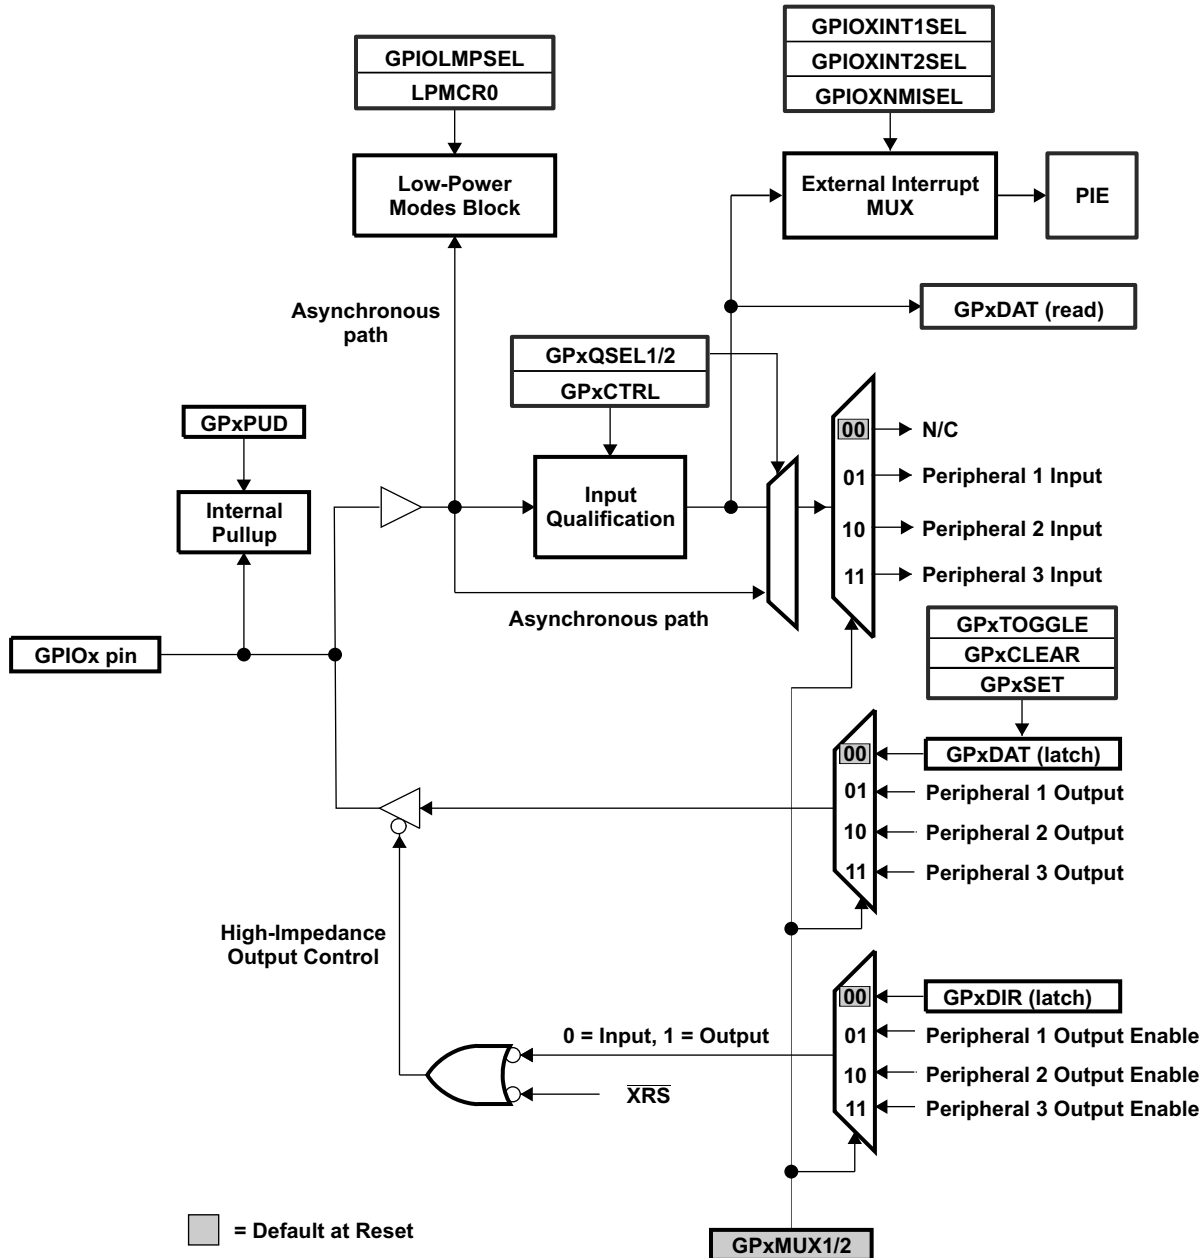 GPIOXINT1SEL
GPIOXINT2SEL
GPIOXNMISEL
GPIOLMPSEL
LPMCR0
Low-Power
Modes Block
External Interrupt
MUX
PIE
Asynchronous
path
GPxDAT (read)
GPxQSEL1/2
GPxCTRL
GPxPUD
Internal
Pullup
Input
Qualification
00
N/C
01
Peripheral 1 Input
10
Peripheral 2 Input
11
Peripheral 3 Input
Asynchronous path
GPIOx pin
GPxTOGGLE
GPxCLEAR
GPxSET
00
GPxDAT (latch)
01
Peripheral 1 Output
10
Peripheral 2 Output
11
Peripheral 3 Output
High-Impedance
Output Control
00
GPxDIR (latch)
0 = Input, 1 = Output
01
Peripheral 1 Output Enable
10
Peripheral 2 Output Enable
XRS
11
Peripheral 3 Output Enable
= Default at Reset
GPxMUX1/2